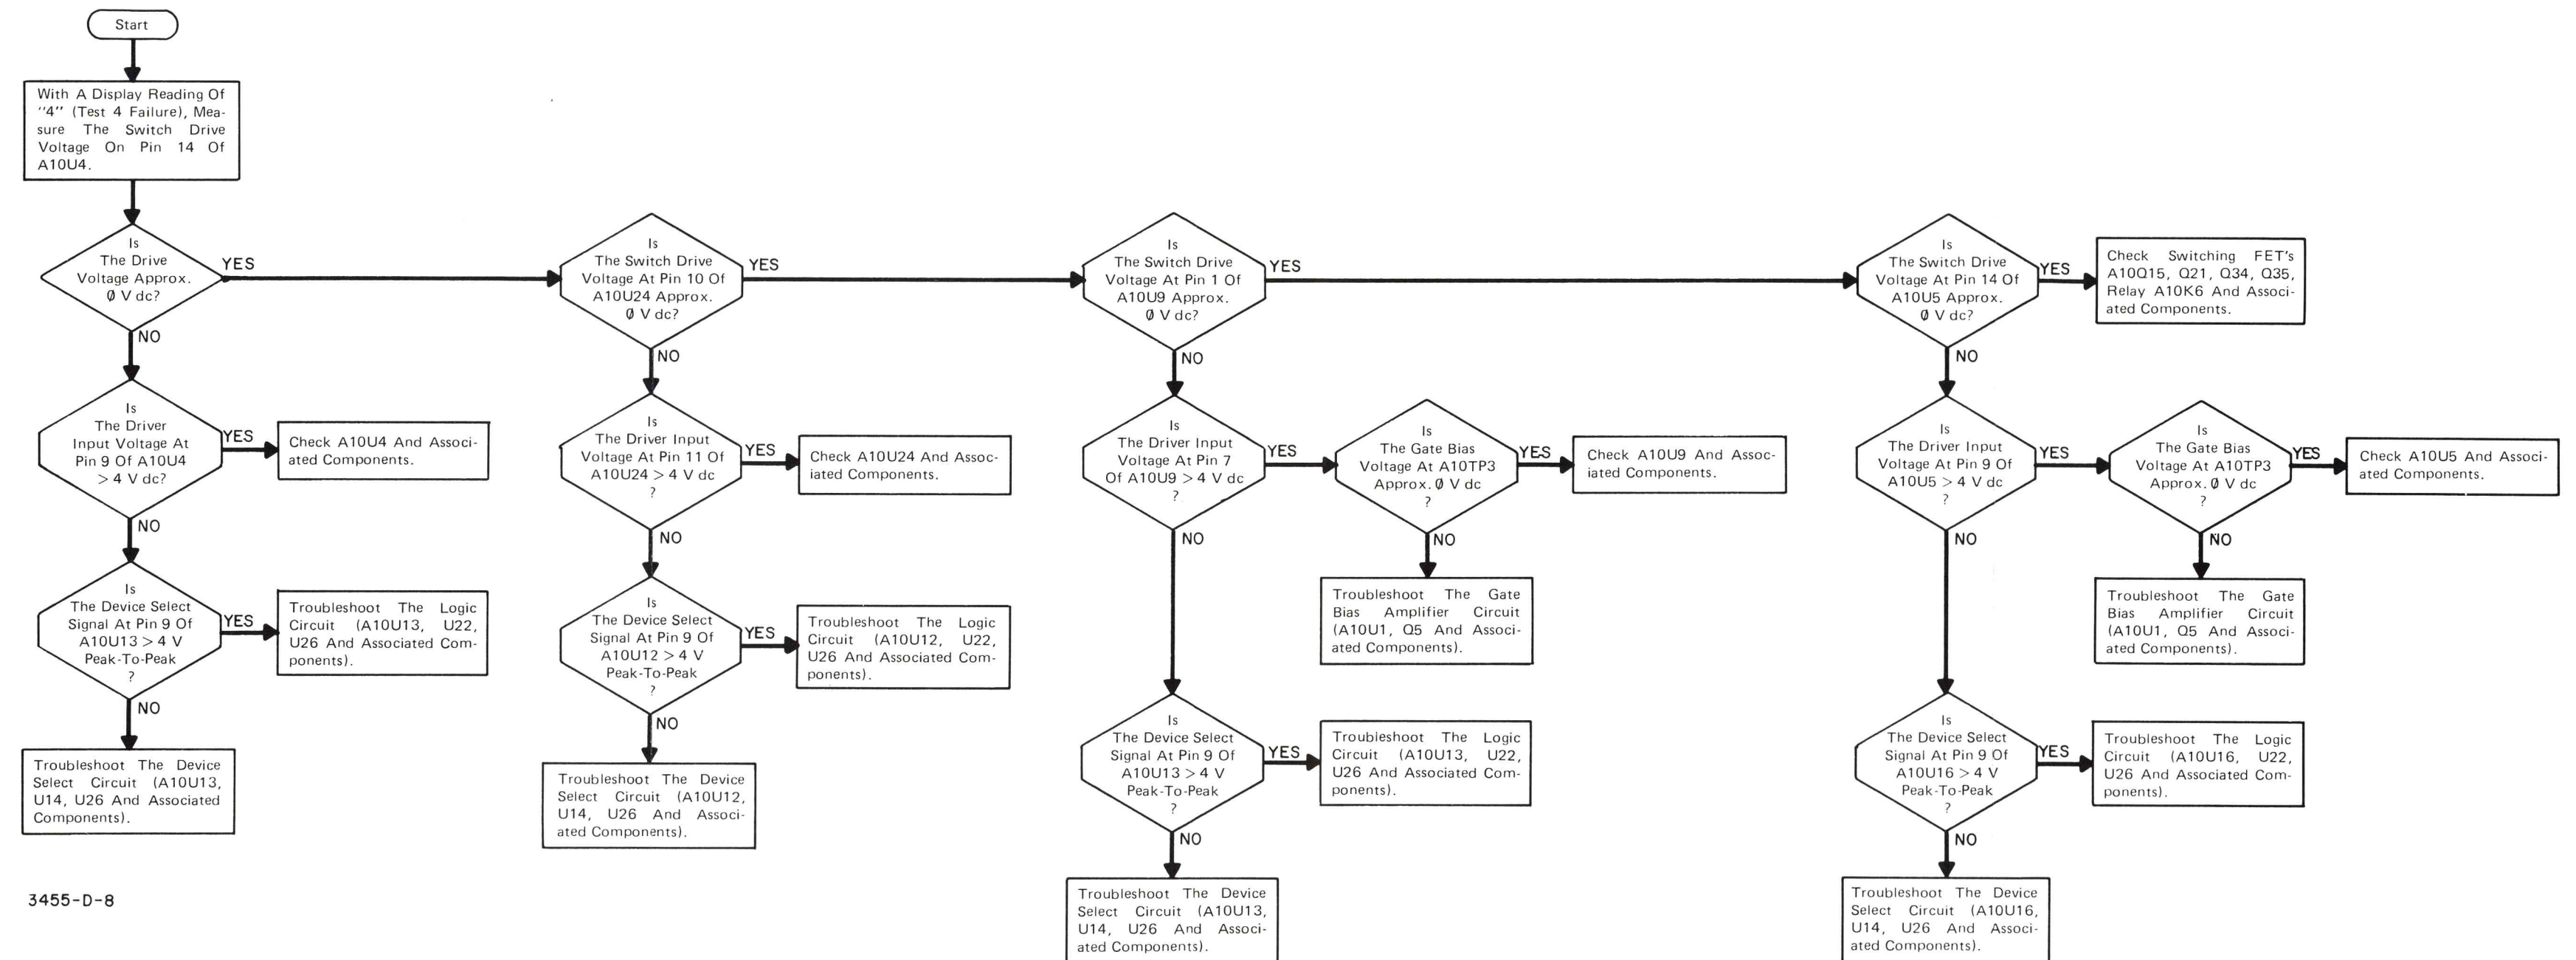 Start
With A Display Reading Of
"4" (Test 4 Failure), Mea-
sure The Switch Drive
Voltage On Pin 14 Of
A10U4.
Is
The Drive
Voltage Approx.
0̸ V dc?
YES
NO
Is
The Driver
Input Voltage At
Pin 9 Of A10U4
> 4 V dc?
YES
Check A10U4 And Associ-
ated Components.
NO
Is
The Device Select
Signal At Pin 9 Of
A10U13 > 4 V
Peak-To-Peak
?
YES
Troubleshoot The Logic
Circuit (A10U13, U22,
U26 And Associated Com-
ponents).
NO
Troubleshoot The Device
Select Circuit (A10U13,
U14, U26 And Associated
Components).
Is
The Switch Drive
Voltage At Pin 10 Of
A10U24 Approx.
0̸ V dc?
YES
NO
Is
The Driver Input
Voltage At Pin 11 Of
A10U24 > 4 V dc
?
YES
Check A10U24 And Assoc-
iated Components.
NO
Is
The Device Select
Signal At Pin 9 Of
A10U12 > 4 V
Peak-To-Peak
?
YES
Troubleshoot The Logic
Circuit (A10U12, U22,
U26 And Associated Com-
ponents).
NO
Troubleshoot The Device
Select Circuit (A10U12,
U14, U26 And Associ-
ated Components).
Is
The Switch Drive
Voltage At Pin 1 Of
A10U9 Approx.
0̸ V dc?
YES
NO
Is
The Driver Input
Voltage At Pin 7
Of A10U9 > 4 V dc
?
YES
Is
The Gate Bias
Voltage At A10TP3
Approx. 0̸ V dc
?
YES
Check A10U9 And Assoc-
iated Components.
NO
Troubleshoot The Gate
Bias Amplifier Circuit
(A10U1, Q5 And Associ-
ated Components).
NO
Is
The Device Select
Signal At Pin 9 Of
A10U13 > 4 V
Peak-To-Peak
?
YES
Troubleshoot The Logic
Circuit (A10U13, U22,
U26 And Associated Com-
ponents).
NO
Troubleshoot The Device
Select Circuit (A10U13,
U14, U26 And Associ-
ated Components).
Is
The Switch Drive
Voltage At Pin 14 Of
A10U5 Approx.
0̸ V dc?
YES
Check Switching FET's
A10Q15, Q21, Q34, Q35,
Relay A10K6 And Associ-
ated Components.
NO
Is
The Driver Input
Voltage At Pin 9 Of
A10U5 > 4 V dc
?
YES
Is
The Gate Bias
Voltage At A10TP3
Approx. 0̸ V dc
?
YES
Check A10U5 And Associ-
ated Components.
NO
Troubleshoot The Gate
Bias Amplifier Circuit
(A10U1, Q5 And Associ-
ated Components).
NO
Is
The Device Select
Signal At Pin 9 Of
A10U16 > 4 V
Peak-To-Peak
?
YES
Troubleshoot The Logic
Circuit (A10U16, U22,
U26 And Associated Com-
ponents).
NO
Troubleshoot The Device
Select Circuit (A10U16,
U14, U26 And Associ-
ated Components).
3455-D-8